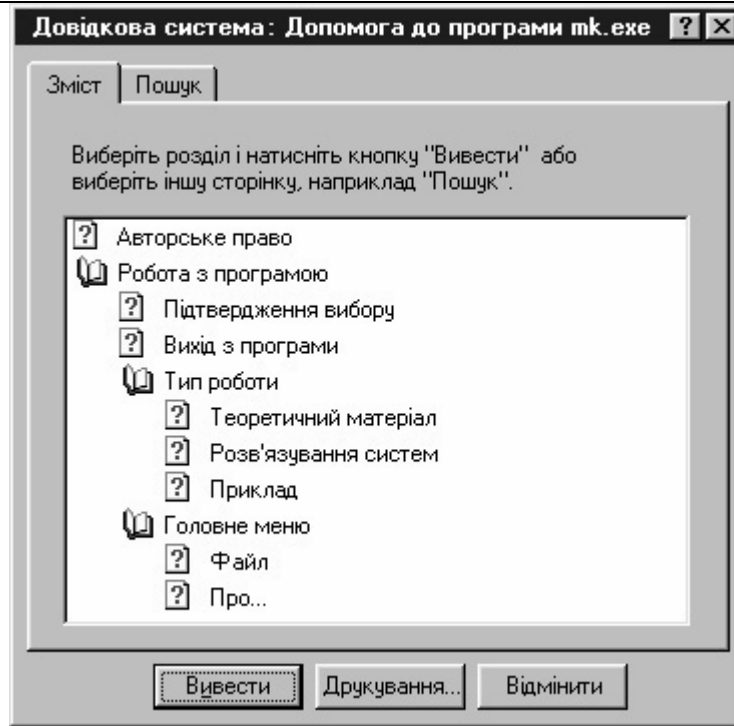 Довідкова система: Допомога до програми mk.exe
Зміст Пошук
Виберіть розділ і натисніть кнопку "Вивести" або
виберіть іншу сторінку, наприклад "Пошук".
Авторське право
Робота з програмою
Підтвердження вибору
Вихід з програми
Тип роботи
Теоретичний матеріал
Розв'язування систем
Приклад
Головне меню
Файл
Про...
Вивести Друкування... Відмінити